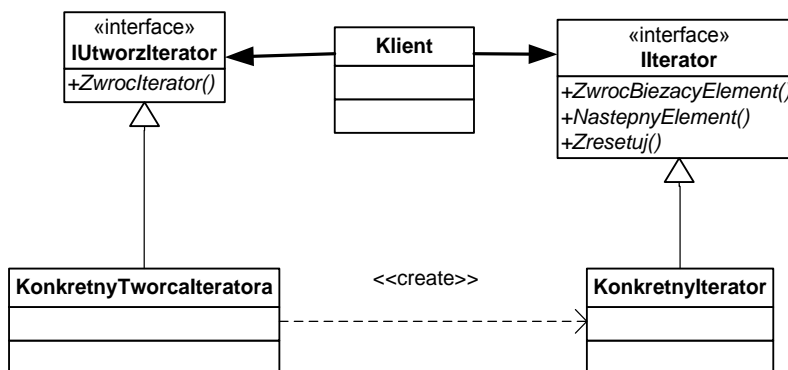 «interface»
IUtworzIterator
+ZwrocIterator()
Klient
«interface»
IIterator
+ZwrocBiezacyElement()
+NastepnyElement()
+Zresetuj()
KonkretnyTworcaIteratora
<<create>>
KonkretnyIterator